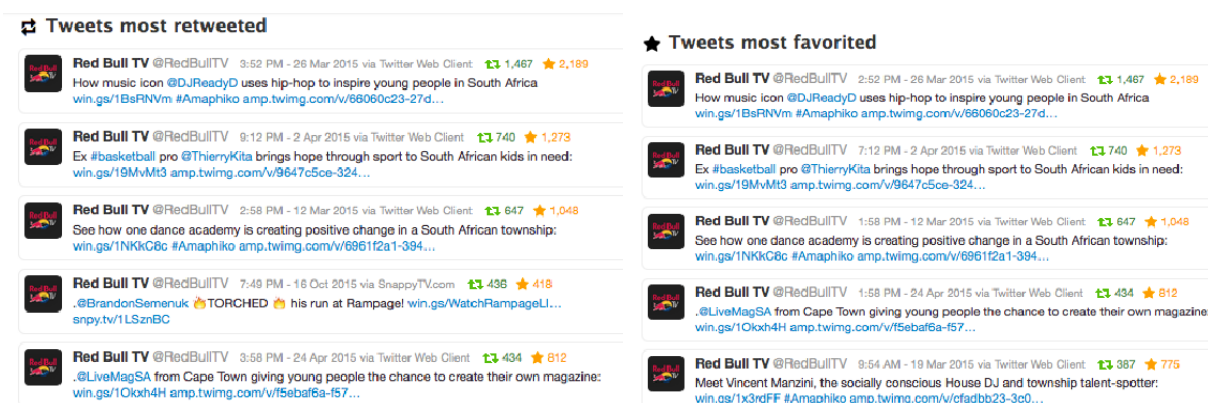 Tweets most retweeted
Red Bull TV @RedBullTV 3:52 PM - 26 Mar 2015 via Twitter Web Client 1,467 2,189
How music icon @DJReadyD uses hip-hop to inspire young people in South Africa
win.gs/1BsRNVm #Amaphiko amp.twimg.com/v/66060c23-27d...
Red Bull TV @RedBullTV 9:12 PM - 2 Apr 2015 via Twitter Web Client 740 1,273
Ex #basketball pro @ThierryKita brings hope through sport to South African kids in need:
win.gs/19MvMt3 amp.twimg.com/v/9647c5ce-324...
Red Bull TV @RedBullTV 2:58 PM - 12 Mar 2015 via Twitter Web Client 647 1,048
See how one dance academy is creating positive change in a South African township:
win.gs/1NKkC8c #Amaphiko amp.twimg.com/v/6961f2a1-394...
Red Bull TV @RedBullTV 7:49 PM - 16 Oct 2015 via SnappyTV.com 436 418
.@BrandonSemenuk 🔥TORCHED 🔥 his run at Rampage! win.gs/WatchRampageLI...
snpy.tv/1LSznBC
Red Bull TV @RedBullTV 3:58 PM - 24 Apr 2015 via Twitter Web Client 434 812
.@LiveMagSA from Cape Town giving young people the chance to create their own magazine:
win.gs/1Okxh4H amp.twimg.com/v/f5ebaf6a-f57...
Tweets most favorited
Red Bull TV @RedBullTV 2:52 PM - 26 Mar 2015 via Twitter Web Client 1,467 2,189
How music icon @DJReadyD uses hip-hop to inspire young people in South Africa
win.gs/1BsRNVm #Amaphiko amp.twimg.com/v/66060c23-27d...
Red Bull TV @RedBullTV 7:12 PM - 2 Apr 2015 via Twitter Web Client 740 1,273
Ex #basketball pro @ThierryKita brings hope through sport to South African kids in need:
win.gs/19MvMt3 amp.twimg.com/v/9647c5ce-324...
Red Bull TV @RedBullTV 1:58 PM - 12 Mar 2015 via Twitter Web Client 647 1,048
See how one dance academy is creating positive change in a South African township:
win.gs/1NKkC8c #Amaphiko amp.twimg.com/v/6961f2a1-394...
Red Bull TV @RedBullTV 1:58 PM - 24 Apr 2015 via Twitter Web Client 434 812
.@LiveMagSA from Cape Town giving young people the chance to create their own magazine:
win.gs/1Okxh4H amp.twimg.com/v/f5ebaf6a-f57...
Red Bull TV @RedBullTV 9:54 AM - 19 Mar 2015 via Twitter Web Client 387 775
Meet Vincent Manzini, the socially conscious House DJ and township talent-spotter:
win.gs/1x3rdFF #Amaphiko amp.twimg.com/v/cfadbb23-3c0...